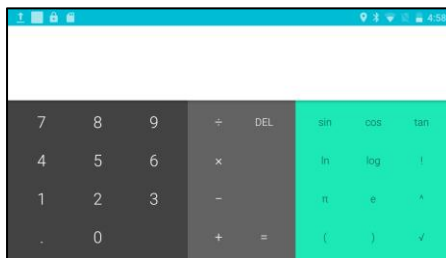 4:58
7 8 9 ÷ DEL sin cos tan
4 5 6 × ln log !
1 2 3 − π e ^
. 0 + = ( ) √